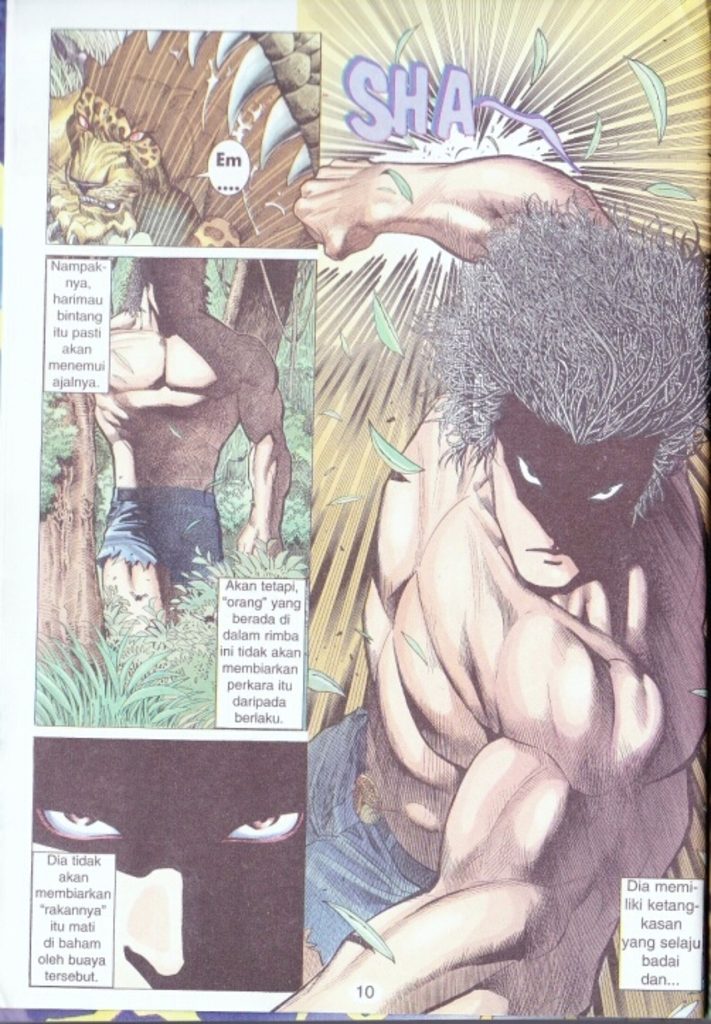 SHA
Em
....
Nampak-
nya,
harimau
bintang
itu pasti
akan
menemui
ajalnya.
Akan tetapi,
"orang" yang
berada di
dalam rimba
ini tidak akan
membiarkan
perkara itu
daripada
berlaku.
Dia tidak
akan
membiarkan
"rakannya"
itu mati
di baham
oleh buaya
tersebut.
Dia memi-
liki ketang-
kasan
yang selaju
badai
dan...
10